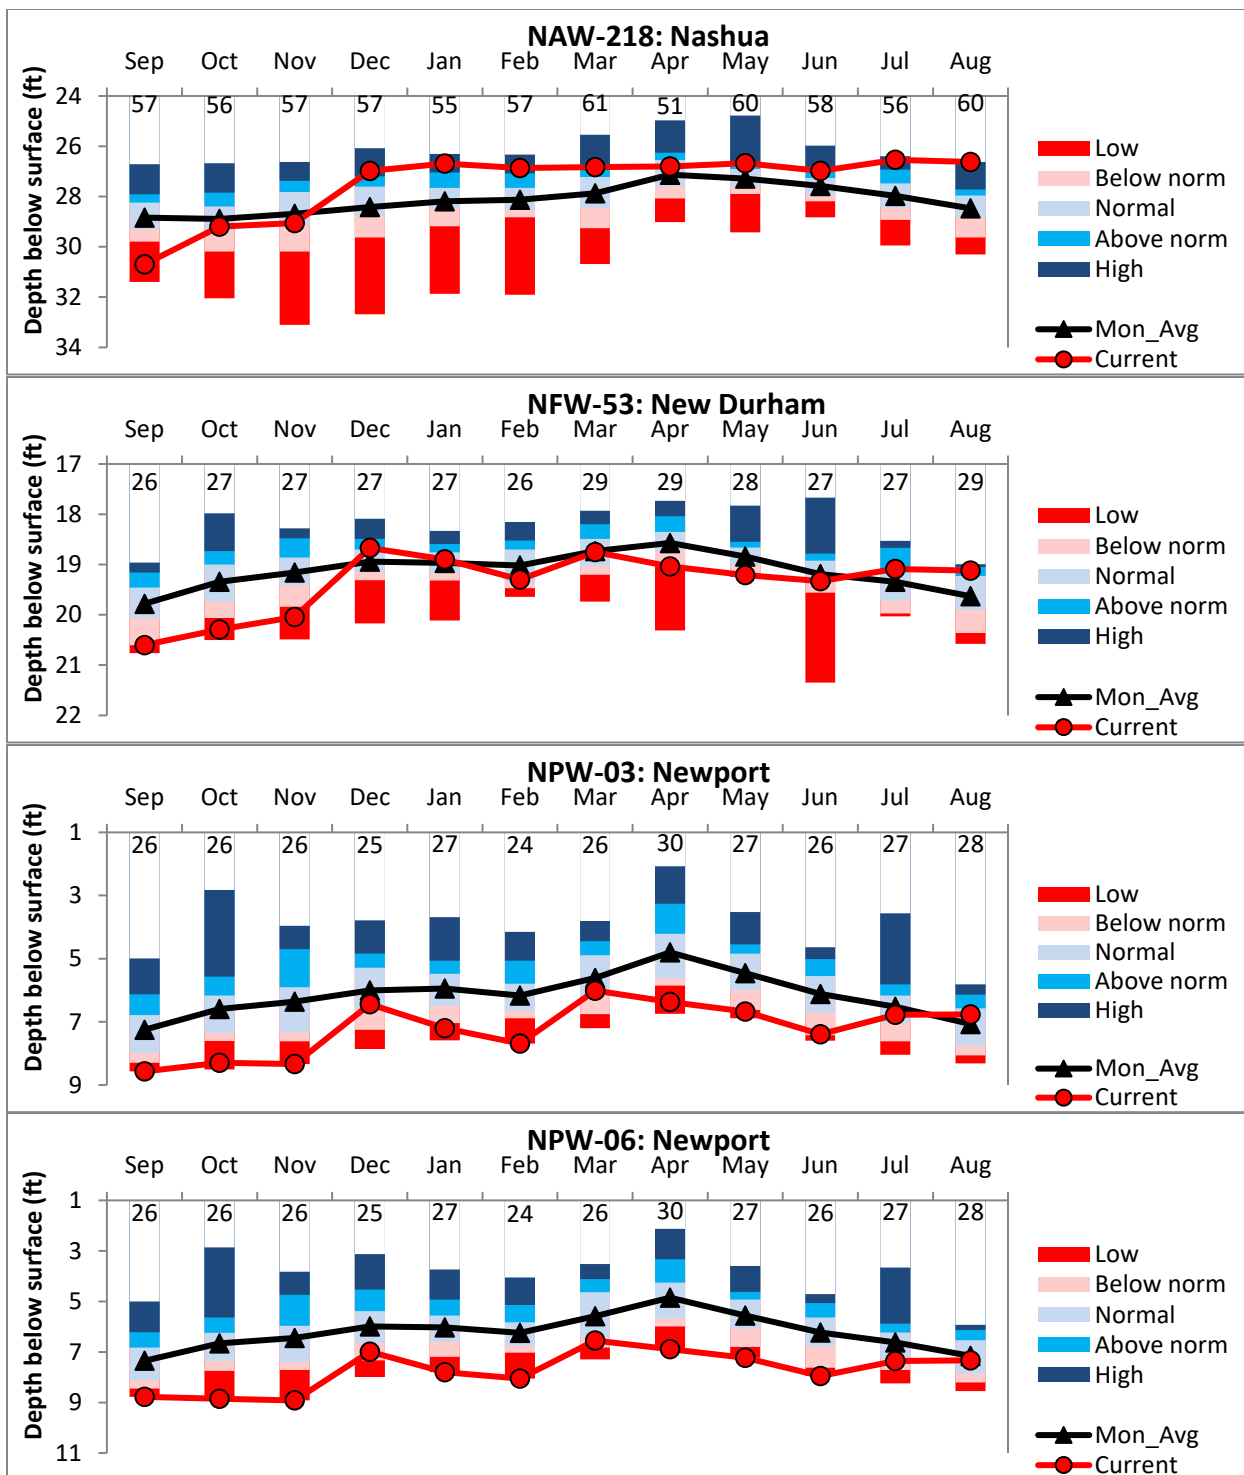 NAW-218: Nashua
Sep Oct Nov Dec Jan Feb Mar Apr May Jun Jul Aug
Depth below surface (ft)
24
26
28
30
32
34
57 56 57 57 55 57 61 51 60 58 56 60
Low
Below norm
Normal
Above norm
High
Mon_Avg
Current
NFW-53: New Durham
Sep Oct Nov Dec Jan Feb Mar Apr May Jun Jul Aug
Depth below surface (ft)
17
18
19
20
21
22
26 27 27 27 27 26 29 29 28 27 27 29
Low
Below norm
Normal
Above norm
High
Mon_Avg
Current
NPW-03: Newport
Sep Oct Nov Dec Jan Feb Mar Apr May Jun Jul Aug
Depth below surface (ft)
1
3
5
7
9
26 26 26 25 27 24 26 30 27 26 27 28
Low
Below norm
Normal
Above norm
High
Mon_Avg
Current
NPW-06: Newport
Sep Oct Nov Dec Jan Feb Mar Apr May Jun Jul Aug
Depth below surface (ft)
1
3
5
7
9
11
26 26 26 25 27 24 26 30 27 26 27 28
Low
Below norm
Normal
Above norm
High
Mon_Avg
Current